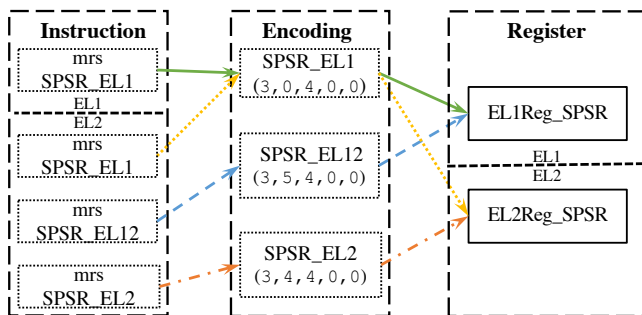 Instruction
mrs
SPSR_EL1
EL1
EL2
mrs
SPSR_EL1
mrs
SPSR_EL12
mrs
SPSR_EL2
Encoding
SPSR_EL1
(3,0,4,0,0)
SPSR_EL12
(3,5,4,0,0)
SPSR_EL2
(3,4,4,0,0)
Register
EL1Reg_SPSR
EL1
EL2
EL2Reg_SPSR